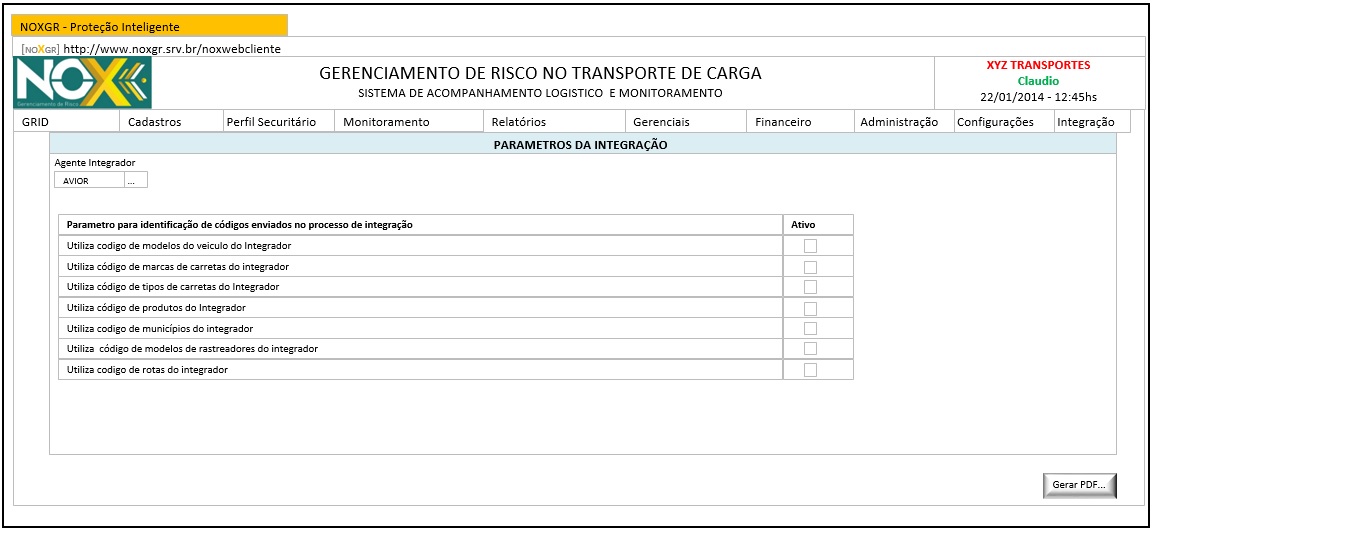 NOXGR - Proteção Inteligente
[NOXGR] http://www.noxgr.srv.br/noxwebcliente
NOX
Gerenciamento de Risco
GERENCIAMENTO DE RISCO NO TRANSPORTE DE CARGA
SISTEMA DE ACOMPANHAMENTO LOGISTICO E MONITORAMENTO
XYZ TRANSPORTES
Claudio
22/01/2014 - 12:45hs
GRID Cadastros Perfil Securitário Monitoramento Relatórios Gerenciais Financeiro Administração Configurações Integração
PARAMETROS DA INTEGRAÇÃO
Agente Integrador
AVIOR ...
Parametro para identificação de códigos enviados no processo de integração Ativo
Utiliza codigo de modelos do veiculo do Integrador
Utiliza código de marcas de carretas do integrador
Utiliza código de tipos de carretas do Integrador
Utiliza código de produtos do Integrador
Utiliza codigo de municípios do integrador
Utiliza código de modelos de rastreadores do integrador
Utiliza codigo de rotas do integrador
Gerar PDF...